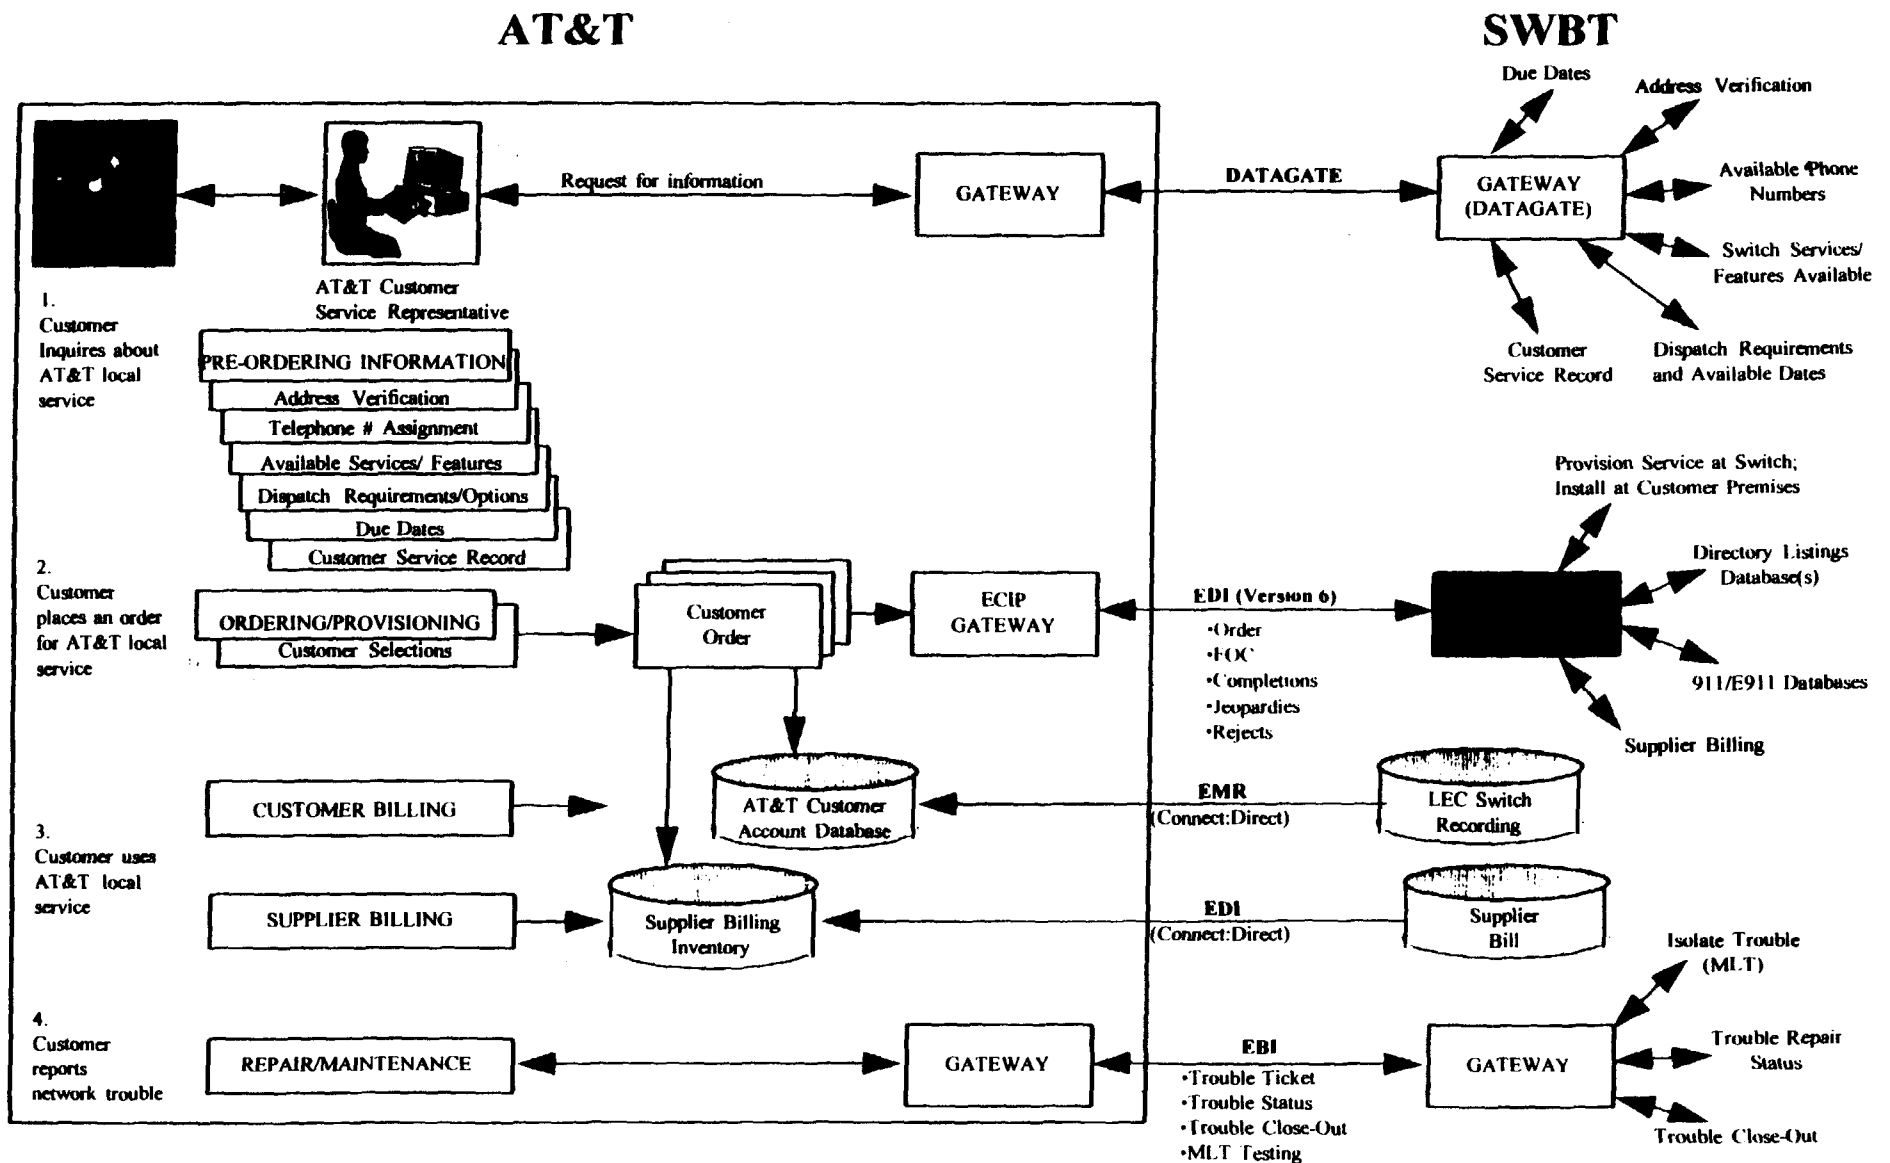 AT&T
SWBT
Due Dates
Address Verification
Request for information
GATEWAY
DATAGATE
GATEWAY
(DATAGATE)
Available Phone
Numbers
Switch Services/
Features Available
Customer
Service Record
Dispatch Requirements
and Available Dates
1.
Customer
Inquires about
AT&T local
service
AT&T Customer
Service Representative
PRE-ORDERING INFORMATION
Address Verification
Telephone # Assignment
Available Services/ Features
Dispatch Requirements/Options
Due Dates
Customer Service Record
2.
Customer
places an order
for AT&T local
service
ORDERING/PROVISIONING
Customer Selections
Customer
Order
ECIP
GATEWAY
EDI (Version 6)
•Order
•FOC
•Completions
•Jeopardies
•Rejects
Provision Service at Switch;
Install at Customer Premises
Directory Listings
Database(s)
911/E911 Databases
Supplier Billing
3.
Customer uses
AT&T local
service
CUSTOMER BILLING
AT&T Customer
Account Database
EMR
(Connect:Direct)
LEC Switch
Recording
SUPPLIER BILLING
Supplier Billing
Inventory
EDI
(Connect:Direct)
Supplier
Bill
4.
Customer
reports
network trouble
REPAIR/MAINTENANCE
GATEWAY
EBI
•Trouble Ticket
•Trouble Status
•Trouble Close-Out
•MLT Testing
GATEWAY
Isolate Trouble
(MLT)
Trouble Repair
Status
Trouble Close-Out